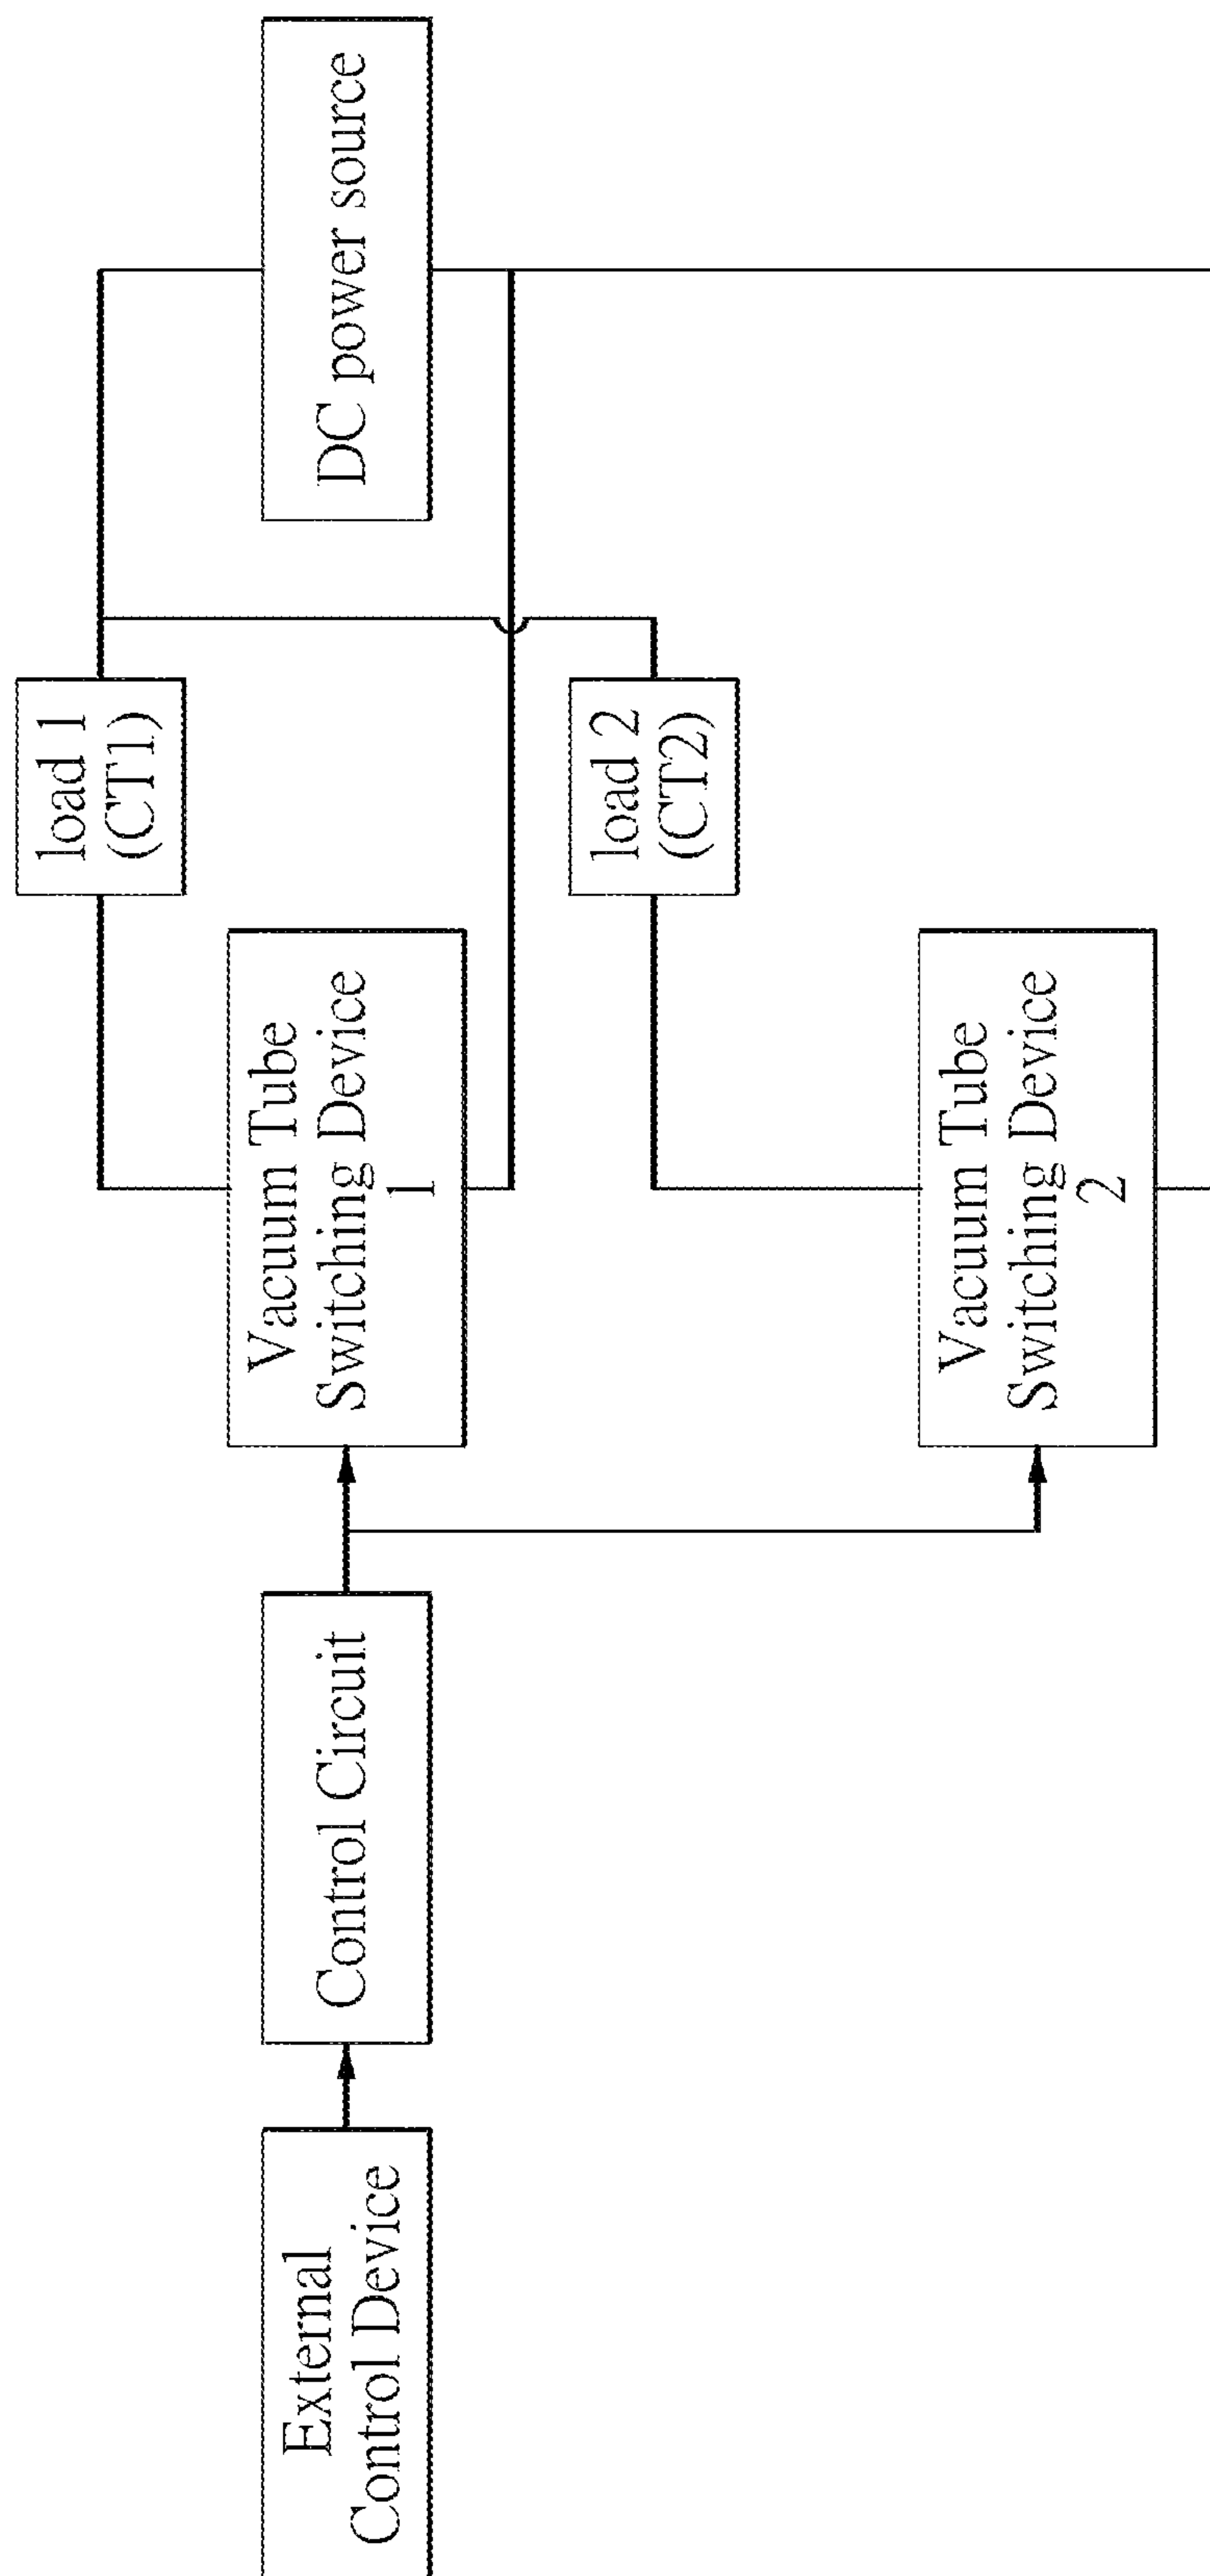 External
Control Device
Control Circuit
Vacuum Tube
Switching Device
1
load 1
(CT1)
DC power source
load 2
(CT2)
Vacuum Tube
Switching Device
2